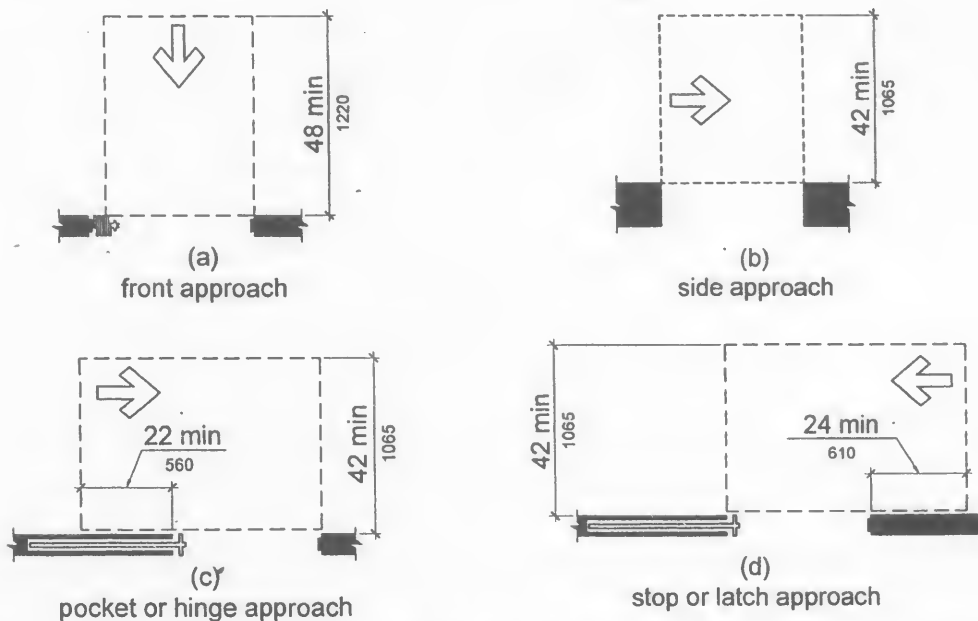 48 min
1220
(a)
front approach
42 min
1065
(b)
side approach
22 min
560
42 min
1065
(c)
pocket or hinge approach
42 min
1065
24 min
610
(d)
stop or latch approach